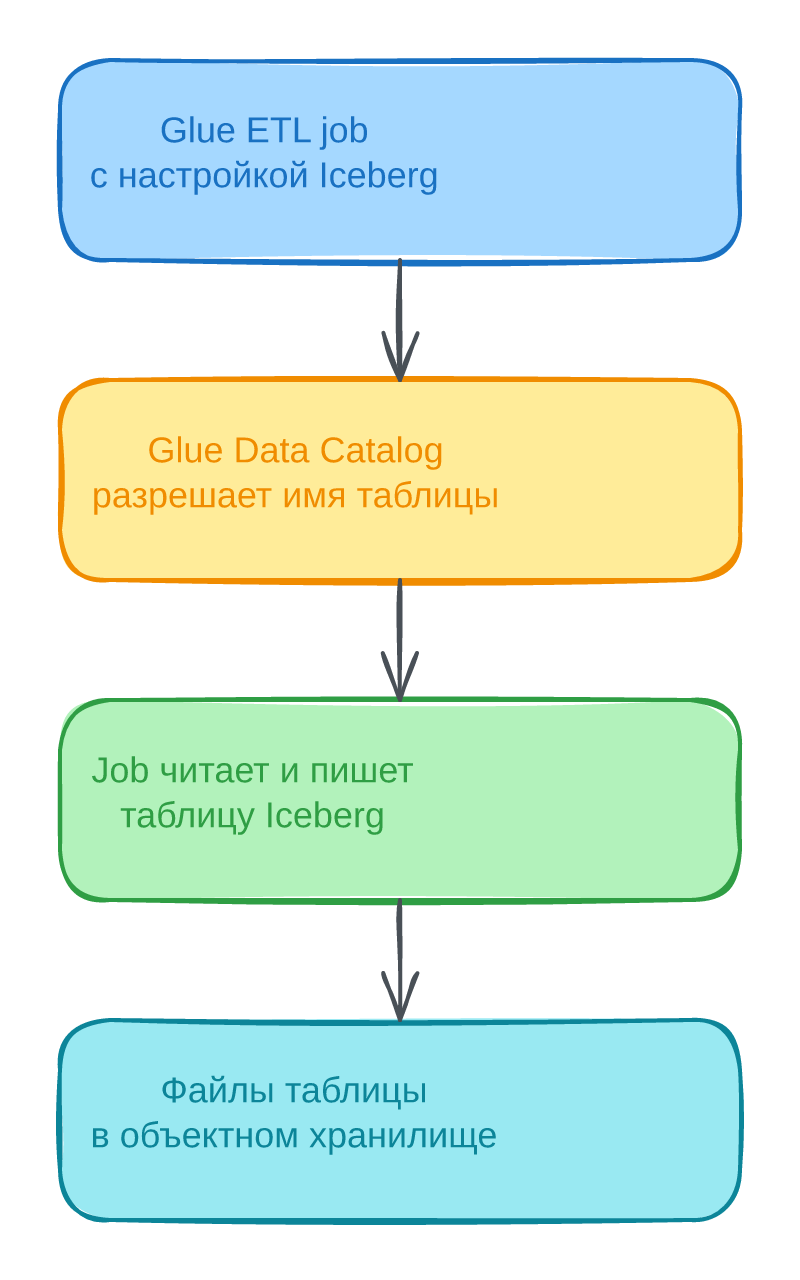 Glue ETL job
с настройкой Iceberg
Glue Data Catalog
разрешает имя таблицы
Job читает и пишет
таблицу Iceberg
Файлы таблицы
в объектном хранилище